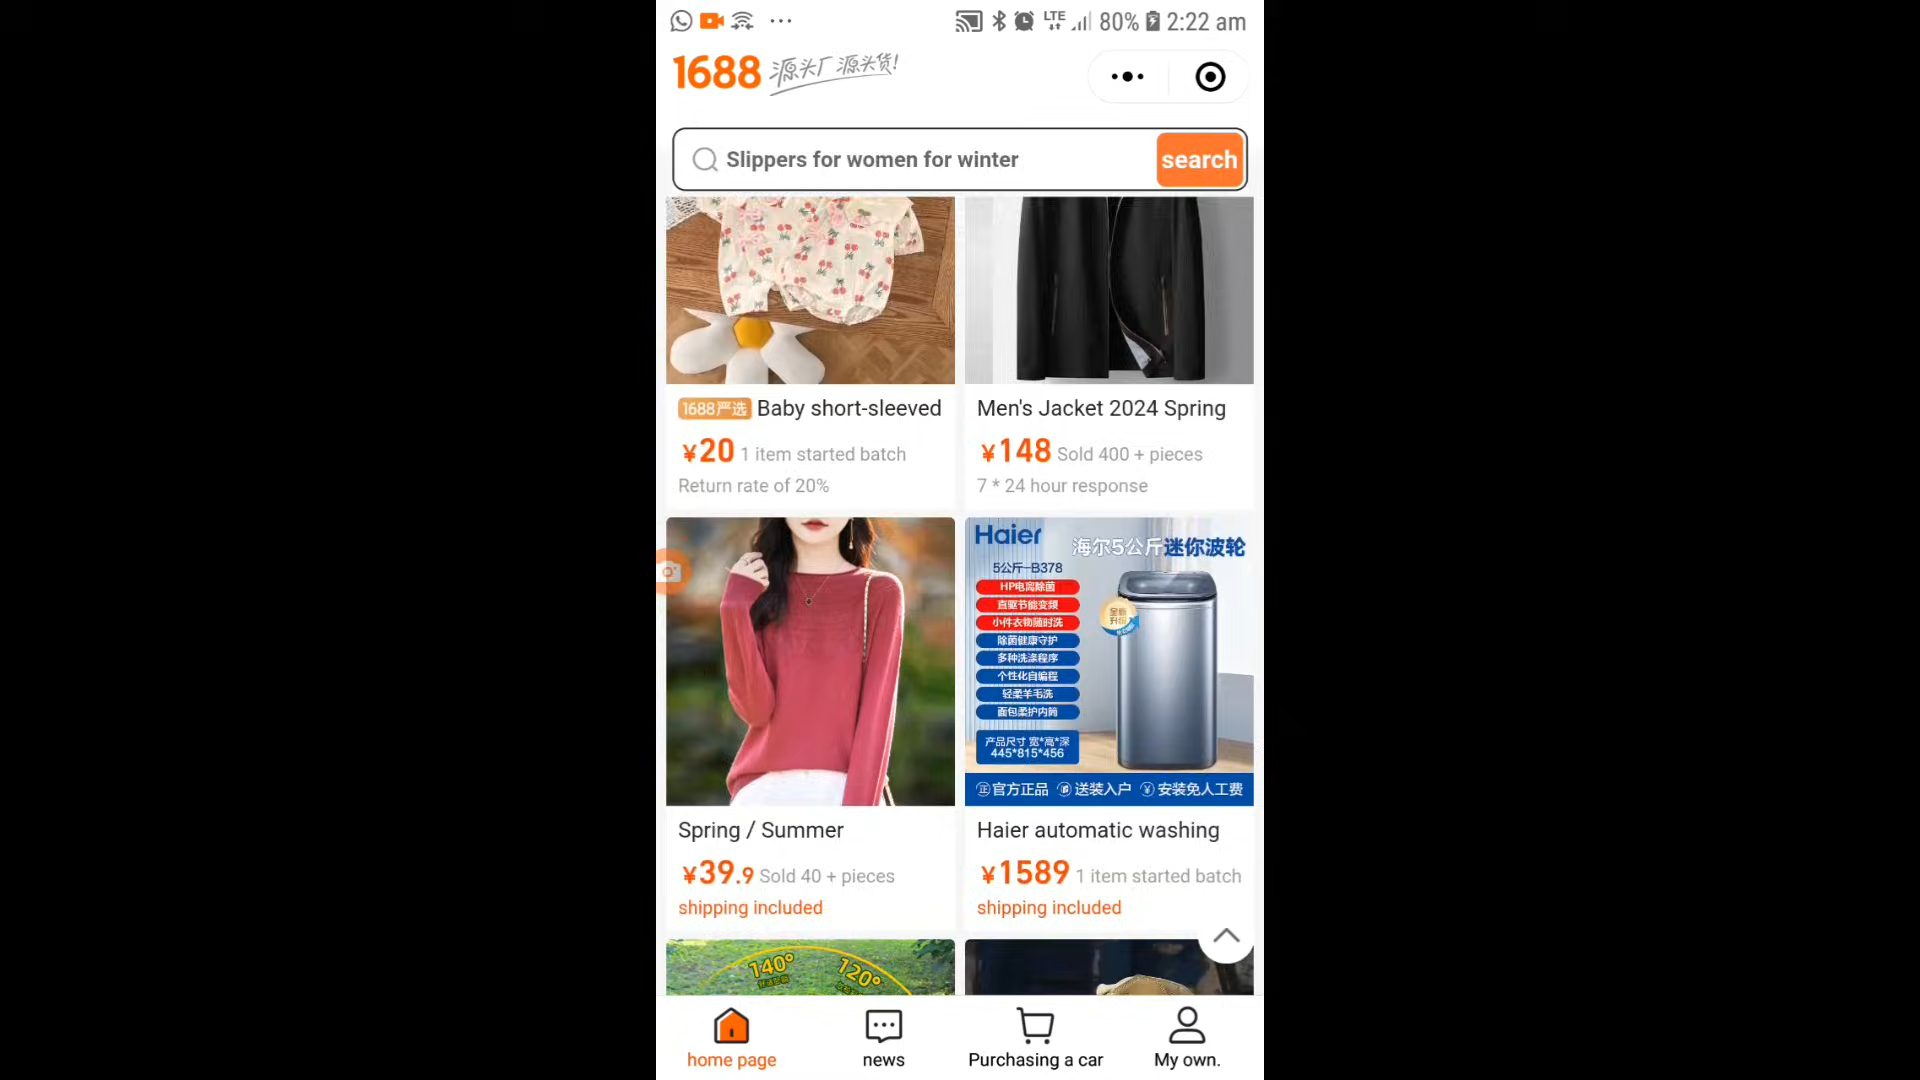 80% 2:22 am
LTE
1688 源头厂 源头货!
Slippers for women for winter
search
1688严选 Baby short-sleeved
¥20 1 item started batch
Return rate of 20%
Men's Jacket 2024 Spring
¥148 Sold 400 + pieces
7 * 24 hour response
Haier
海尔5公斤迷你波轮
5公斤-B378
HP电离除菌
直驱节能变频
小件衣物随时洗
除菌健康守护
多种洗涤程序
个性化自编程
轻柔羊毛洗
面包柔护内筒
产品尺寸 宽*高*深
445*815*456
正官方正品 送装入户 ¥安装免人工费
Spring / Summer
¥39.9 Sold 40 + pieces
shipping included
Haier automatic washing
¥1589 1 item started batch
shipping included
140°
120°
home page
news
Purchasing a car
My own.